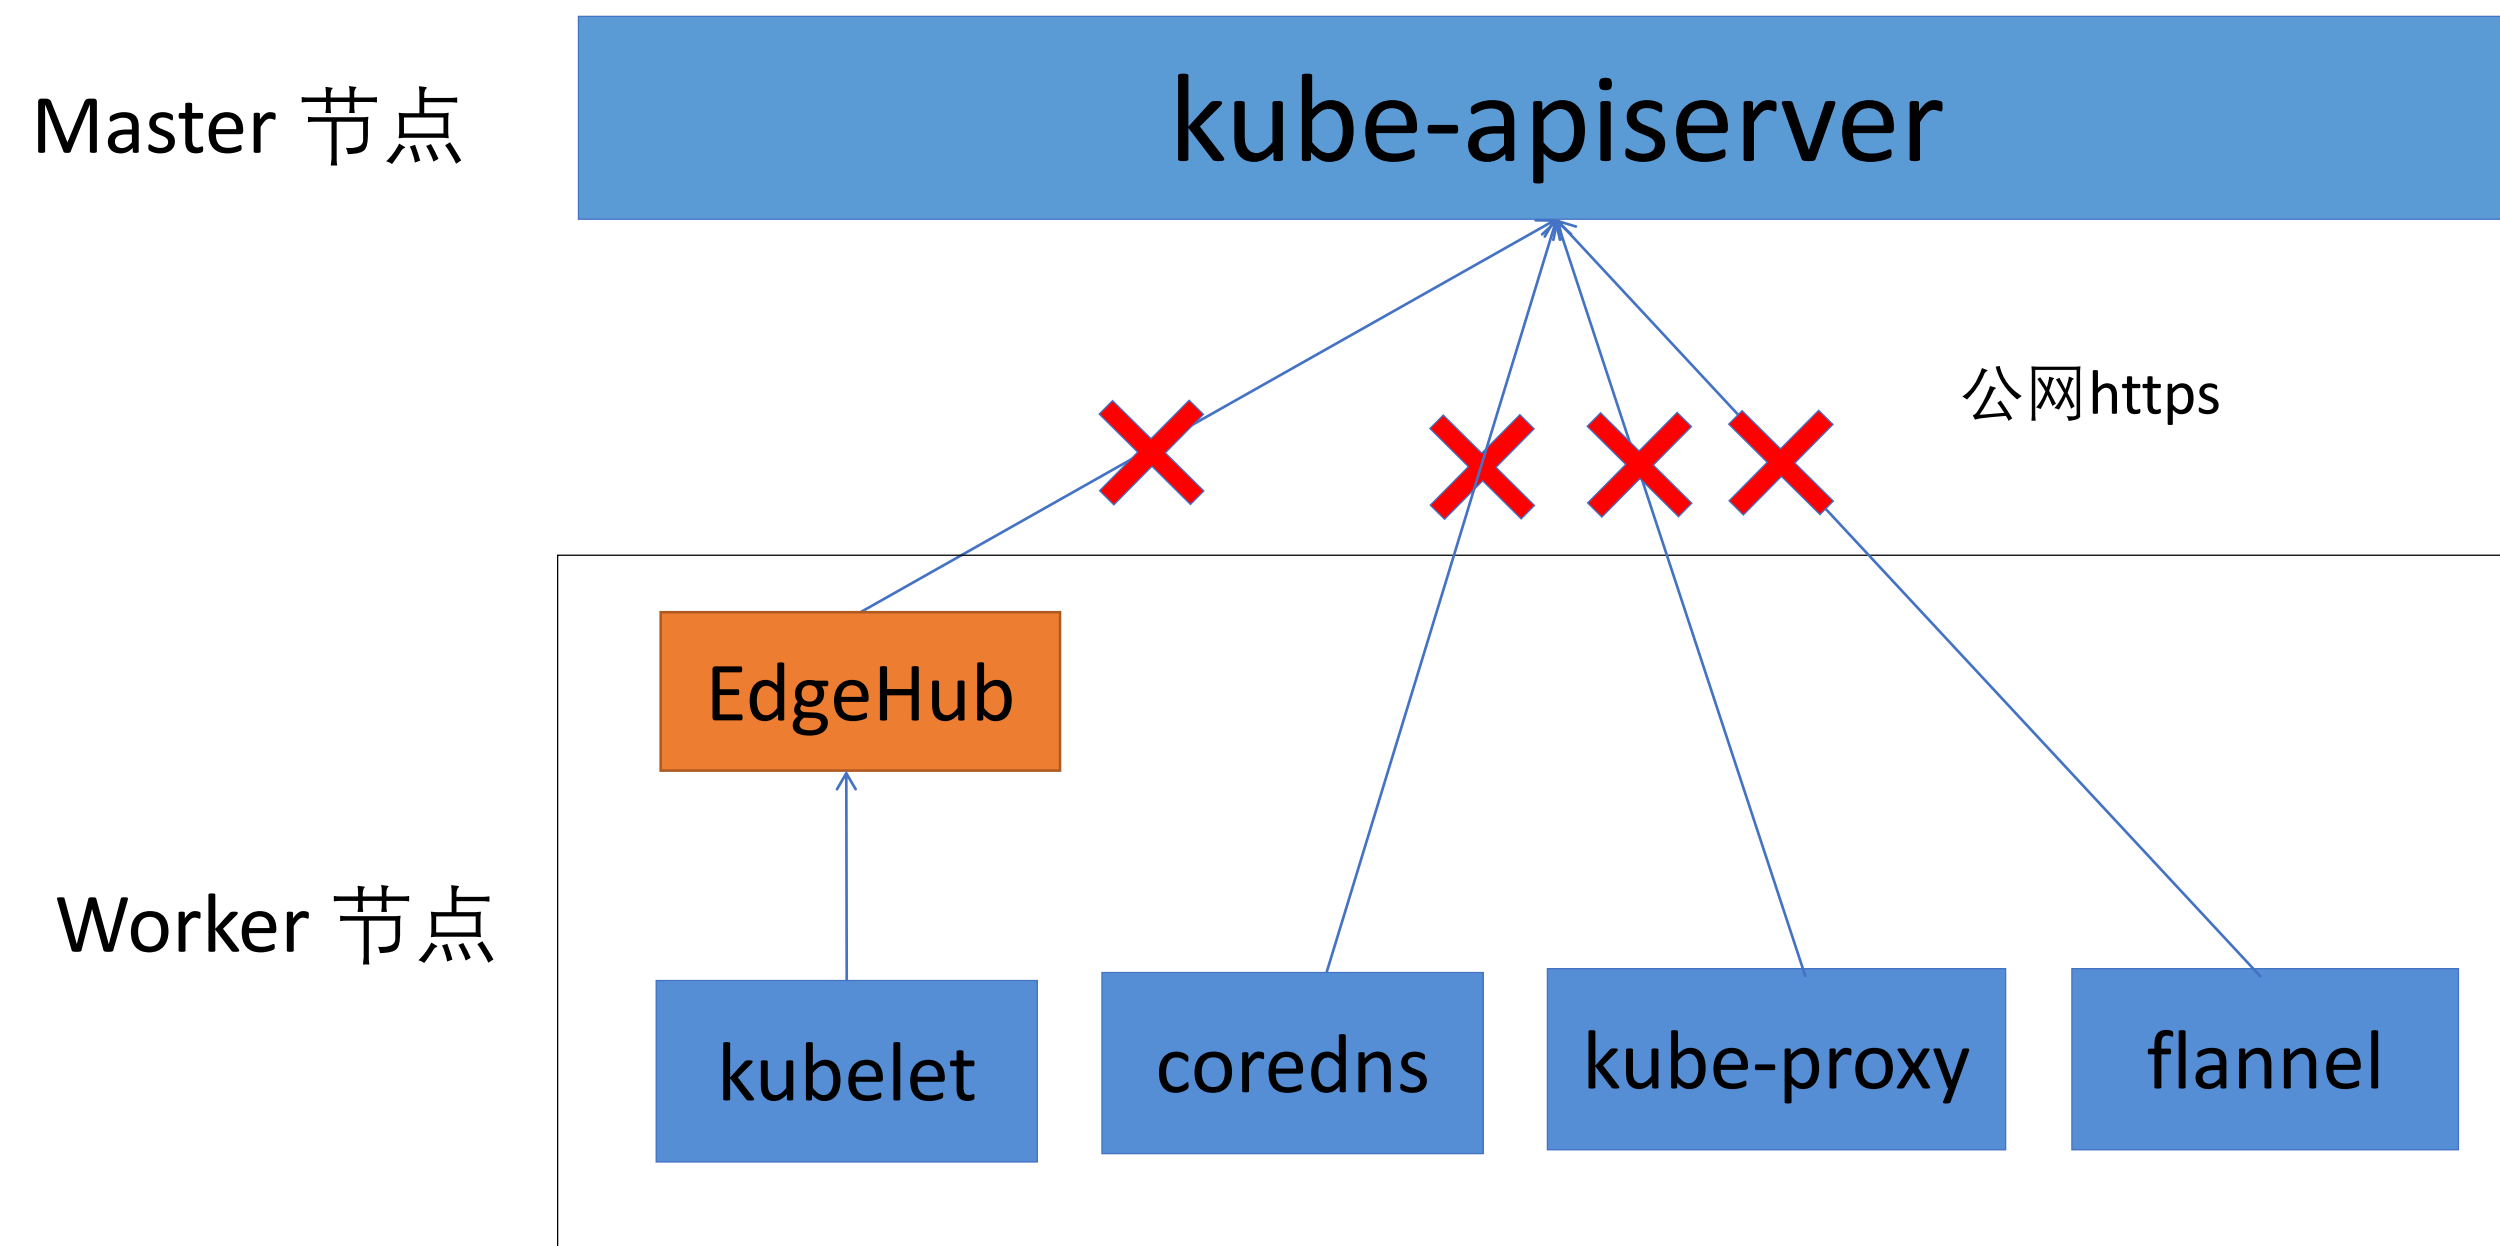 kube-apiserver
Master 节点
公网https
EdgeHub
Worker 节点
kubelet
coredns
kube-proxy
flannel